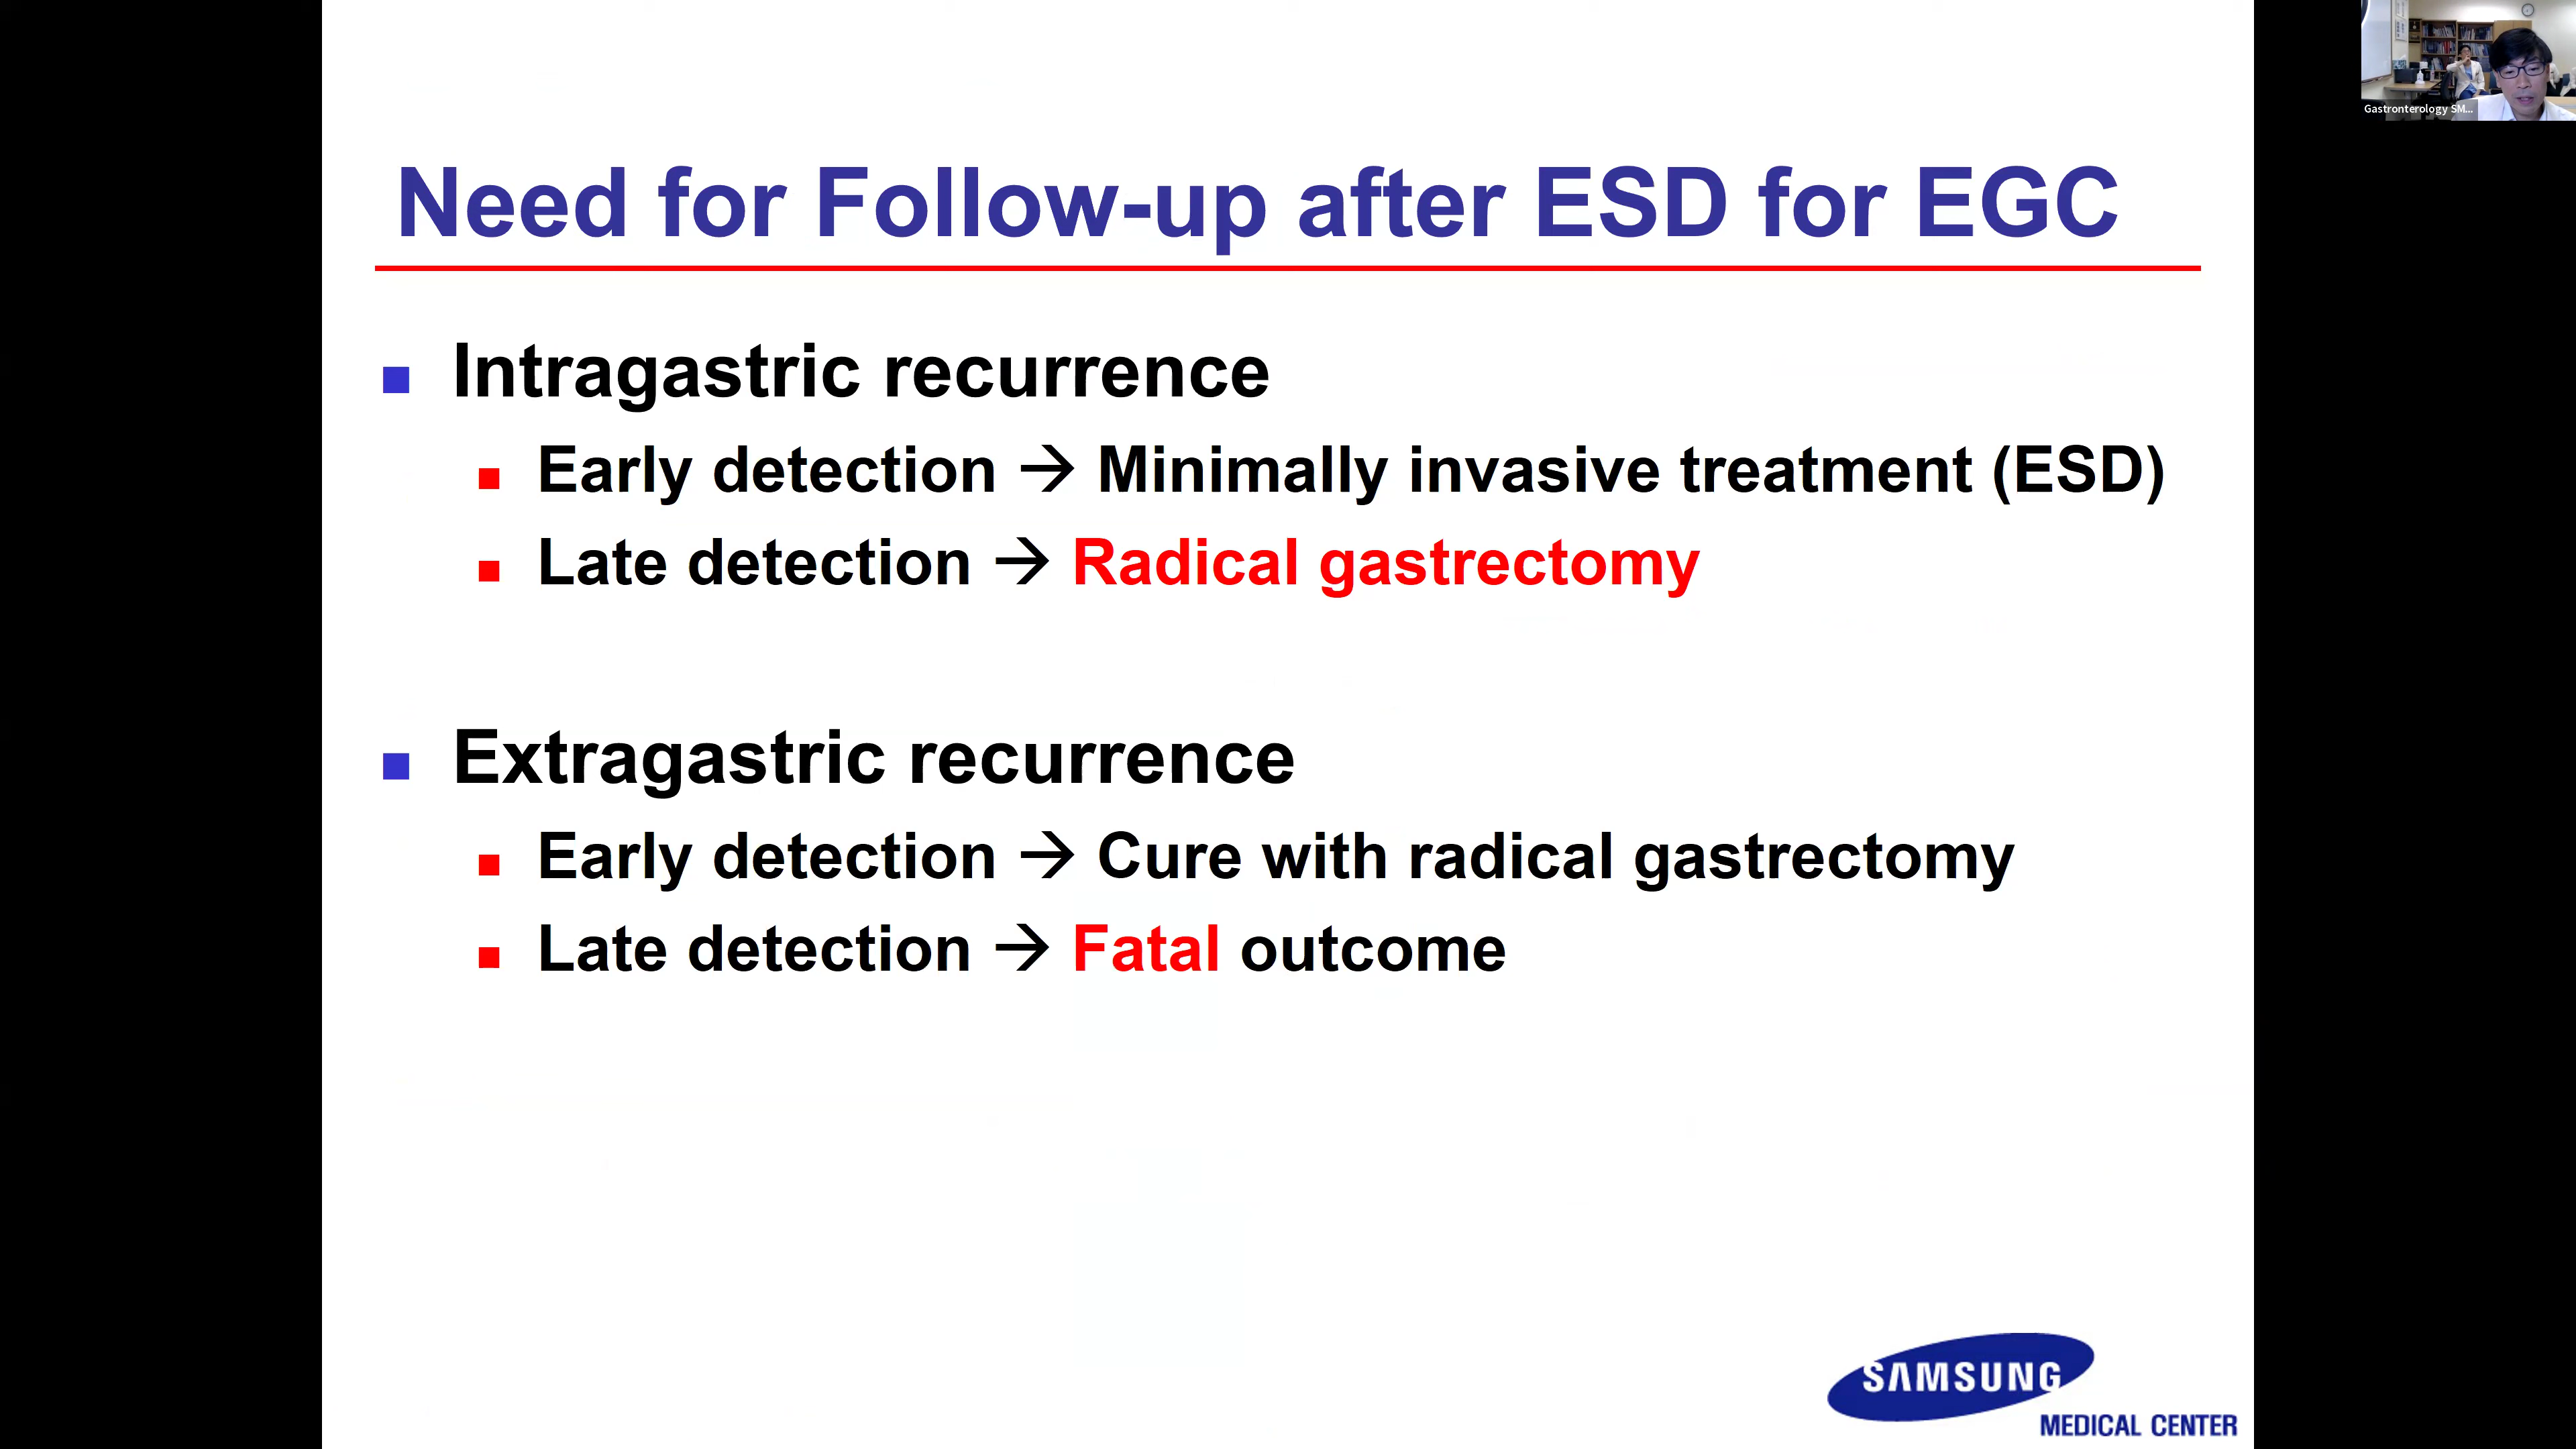 Gastronterology SM...
Need for Follow-up after ESD for EGC
Intragastric recurrence
Early detection → Minimally invasive treatment (ESD)
Late detection → Radical gastrectomy
Extragastric recurrence
Early detection → Cure with radical gastrectomy
Late detection → Fatal outcome
SAMSUNG
MEDICAL CENTER